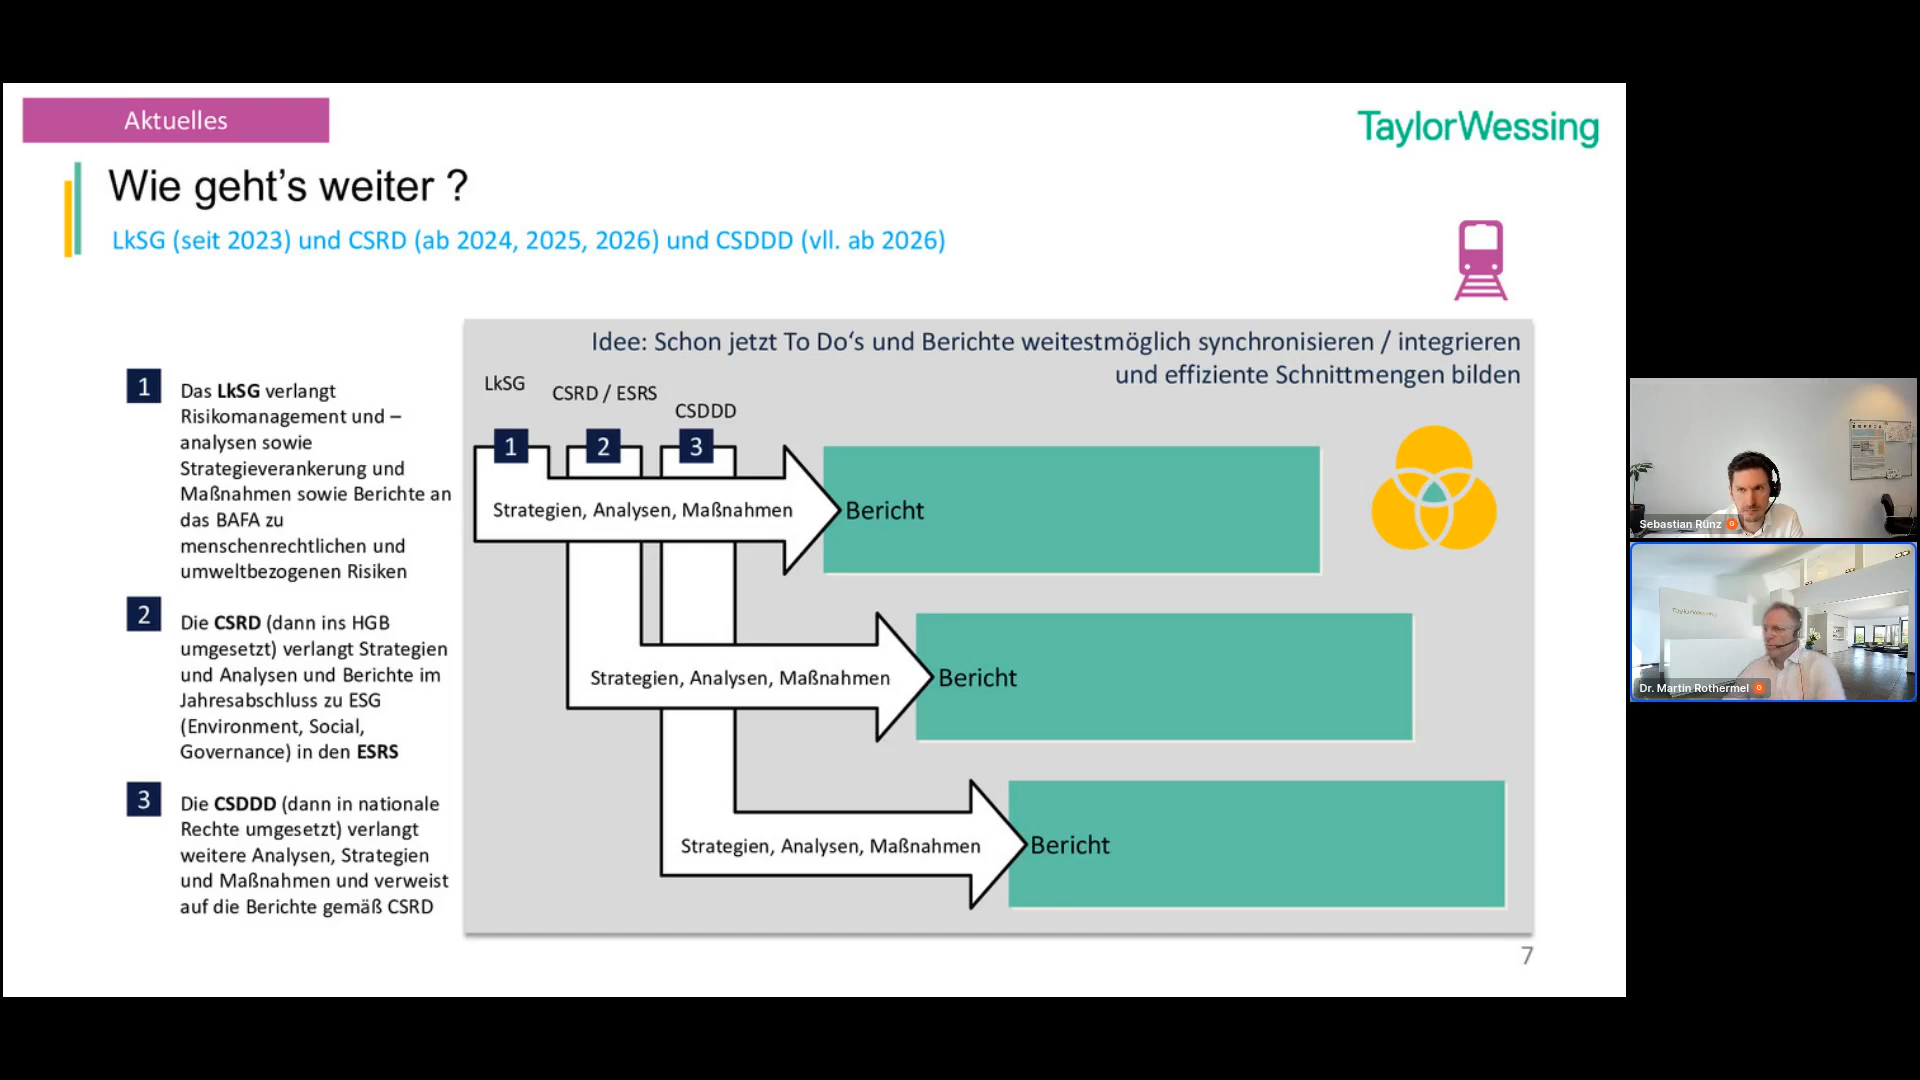 Aktuelles
TaylorWessing
Wie geht’s weiter ?
LkSG (seit 2023) und CSRD (ab 2024, 2025, 2026) und CSDDD (vll. ab 2026)
1
Das LkSG verlangt
Risikomanagement und –
analysen sowie
Strategieverankerung und
Maßnahmen sowie Berichte an
das BAFA zu
menschenrechtlichen und
umweltbezogenen Risiken
2
Die CSRD (dann ins HGB
umgesetzt) verlangt Strategien
und Analysen und Berichte im
Jahresabschluss zu ESG
(Environment, Social,
Governance) in den ESRS
3
Die CSDDD (dann in nationale
Rechte umgesetzt) verlangt
weitere Analysen, Strategien
und Maßnahmen und verweist
auf die Berichte gemäß CSRD
Idee: Schon jetzt To Do‘s und Berichte weitestmöglich synchronisieren / integrieren
und effiziente Schnittmengen bilden
LkSG
CSRD / ESRS
CSDDD
1
2
3
Strategien, Analysen, Maßnahmen
Bericht
Strategien, Analysen, Maßnahmen
Bericht
Strategien, Analysen, Maßnahmen
Bericht
7
Sebastian Rünz
TaylorWessing
Dr. Martin Rothermel